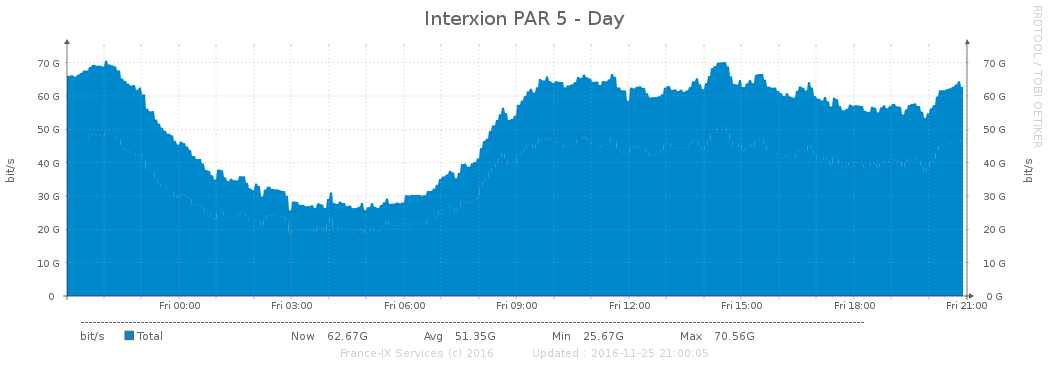 Interxion PAR 5 - Day
RRDTOOL / TOBI OETIKER
bit/s
70 G 70 G
60 G 60 G
50 G 50 G
40 G 40 G
30 G 30 G
20 G 20 G
10 G 10 G
0 0 G
bit/s
Fri 00:00 Fri 03:00 Fri 06:00 Fri 09:00 Fri 12:00 Fri 15:00 Fri 18:00 Fri 21:00
bit/s Total Now 62.67G Avg 51.35G Min 25.67G Max 70.56G
France-IX Services (c) 2016 Updated : 2016-11-25 21:00:05